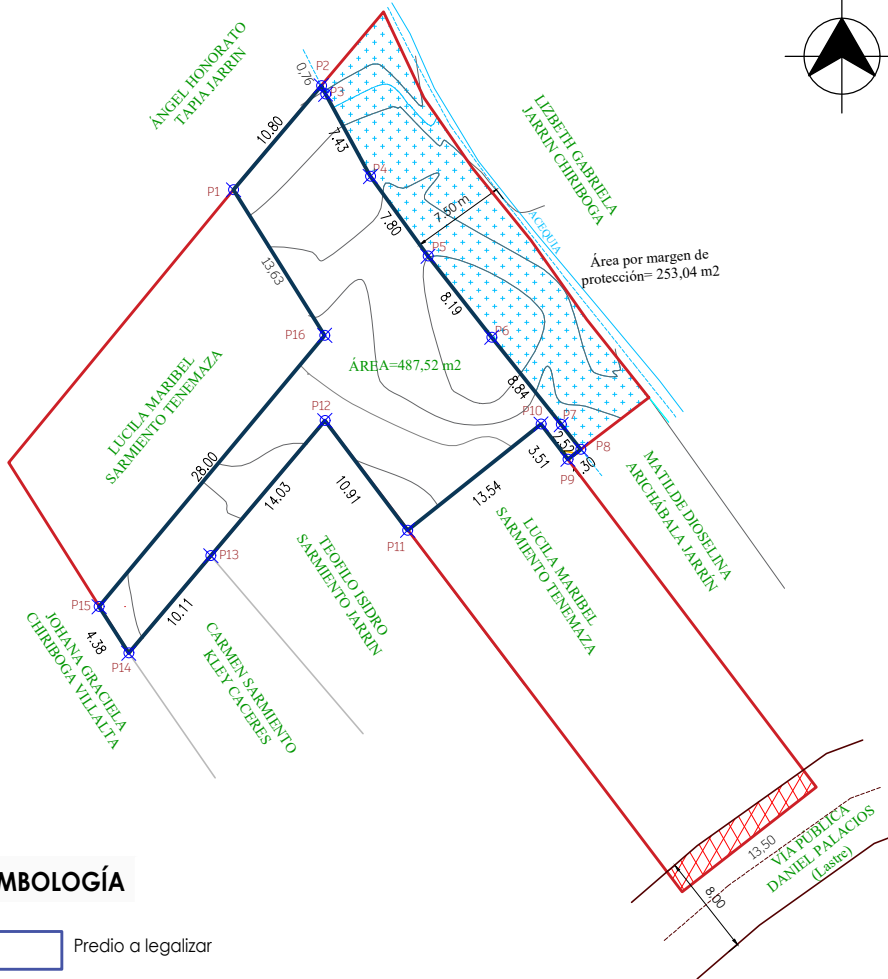 ÁNGEL HONORATO
TAPIA JARRIN
P2
0.76
P3
10.80
7.43
LIZBETH GABRIELA
JARRIN CHIRIBOGA
P4
P1
7.50 m
7.80
ACEQUIA
P5
Área por margen de
protección= 253,04 m2
13.63
8.19
P16
P6
LUCILA MARIBEL
SARMIENTO TENEMAZA
ÁREA=487,52 m2
8.84
P12
P10
P7
2.52
P8
3.51
P9
28.00
14.03
10.91
13.54
MATILDE DIOSELINA
ARICHÁBALA JARRÍN
P11
LUCILA MARIBEL
SARMIENTO TENEMAZA
TEOFILO ISIDRO
SARMIENTO JARRIN
P13
P15
10.11
4.38
JOHANA GRACIELA
CHIRIBOGA VILLALTA
P14
CARMEN SARMIENTO
KLEY CACERES
13.50
VIA PUBLICA
DANIEL PALACIOS
(Lastre)
8,00
MBOLOGÍA
Predio a legalizar